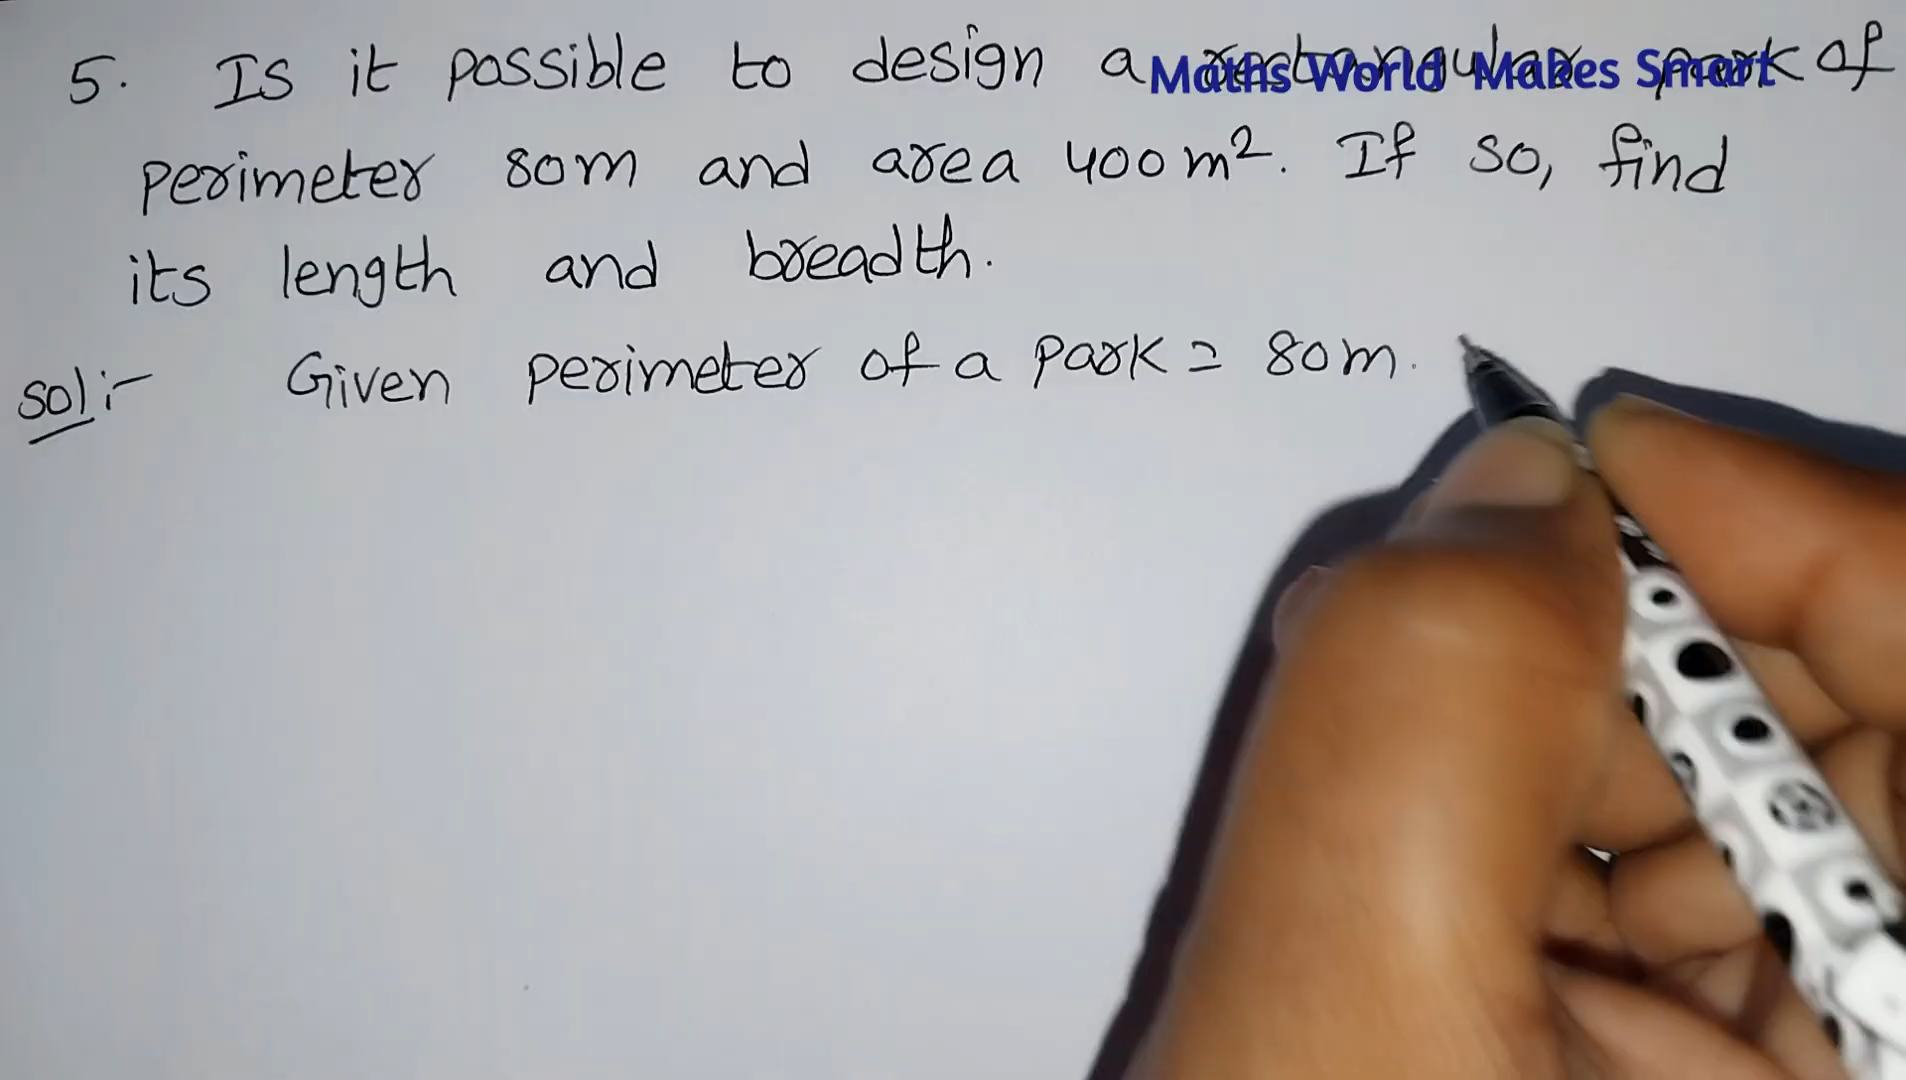 5. Is it possible to design a rectangular park of
Maths World Makes Smart
perimeter 80m and area 400m². If so, find
its length and breadth.
Sol:- Given perimeter of a park = 80m.